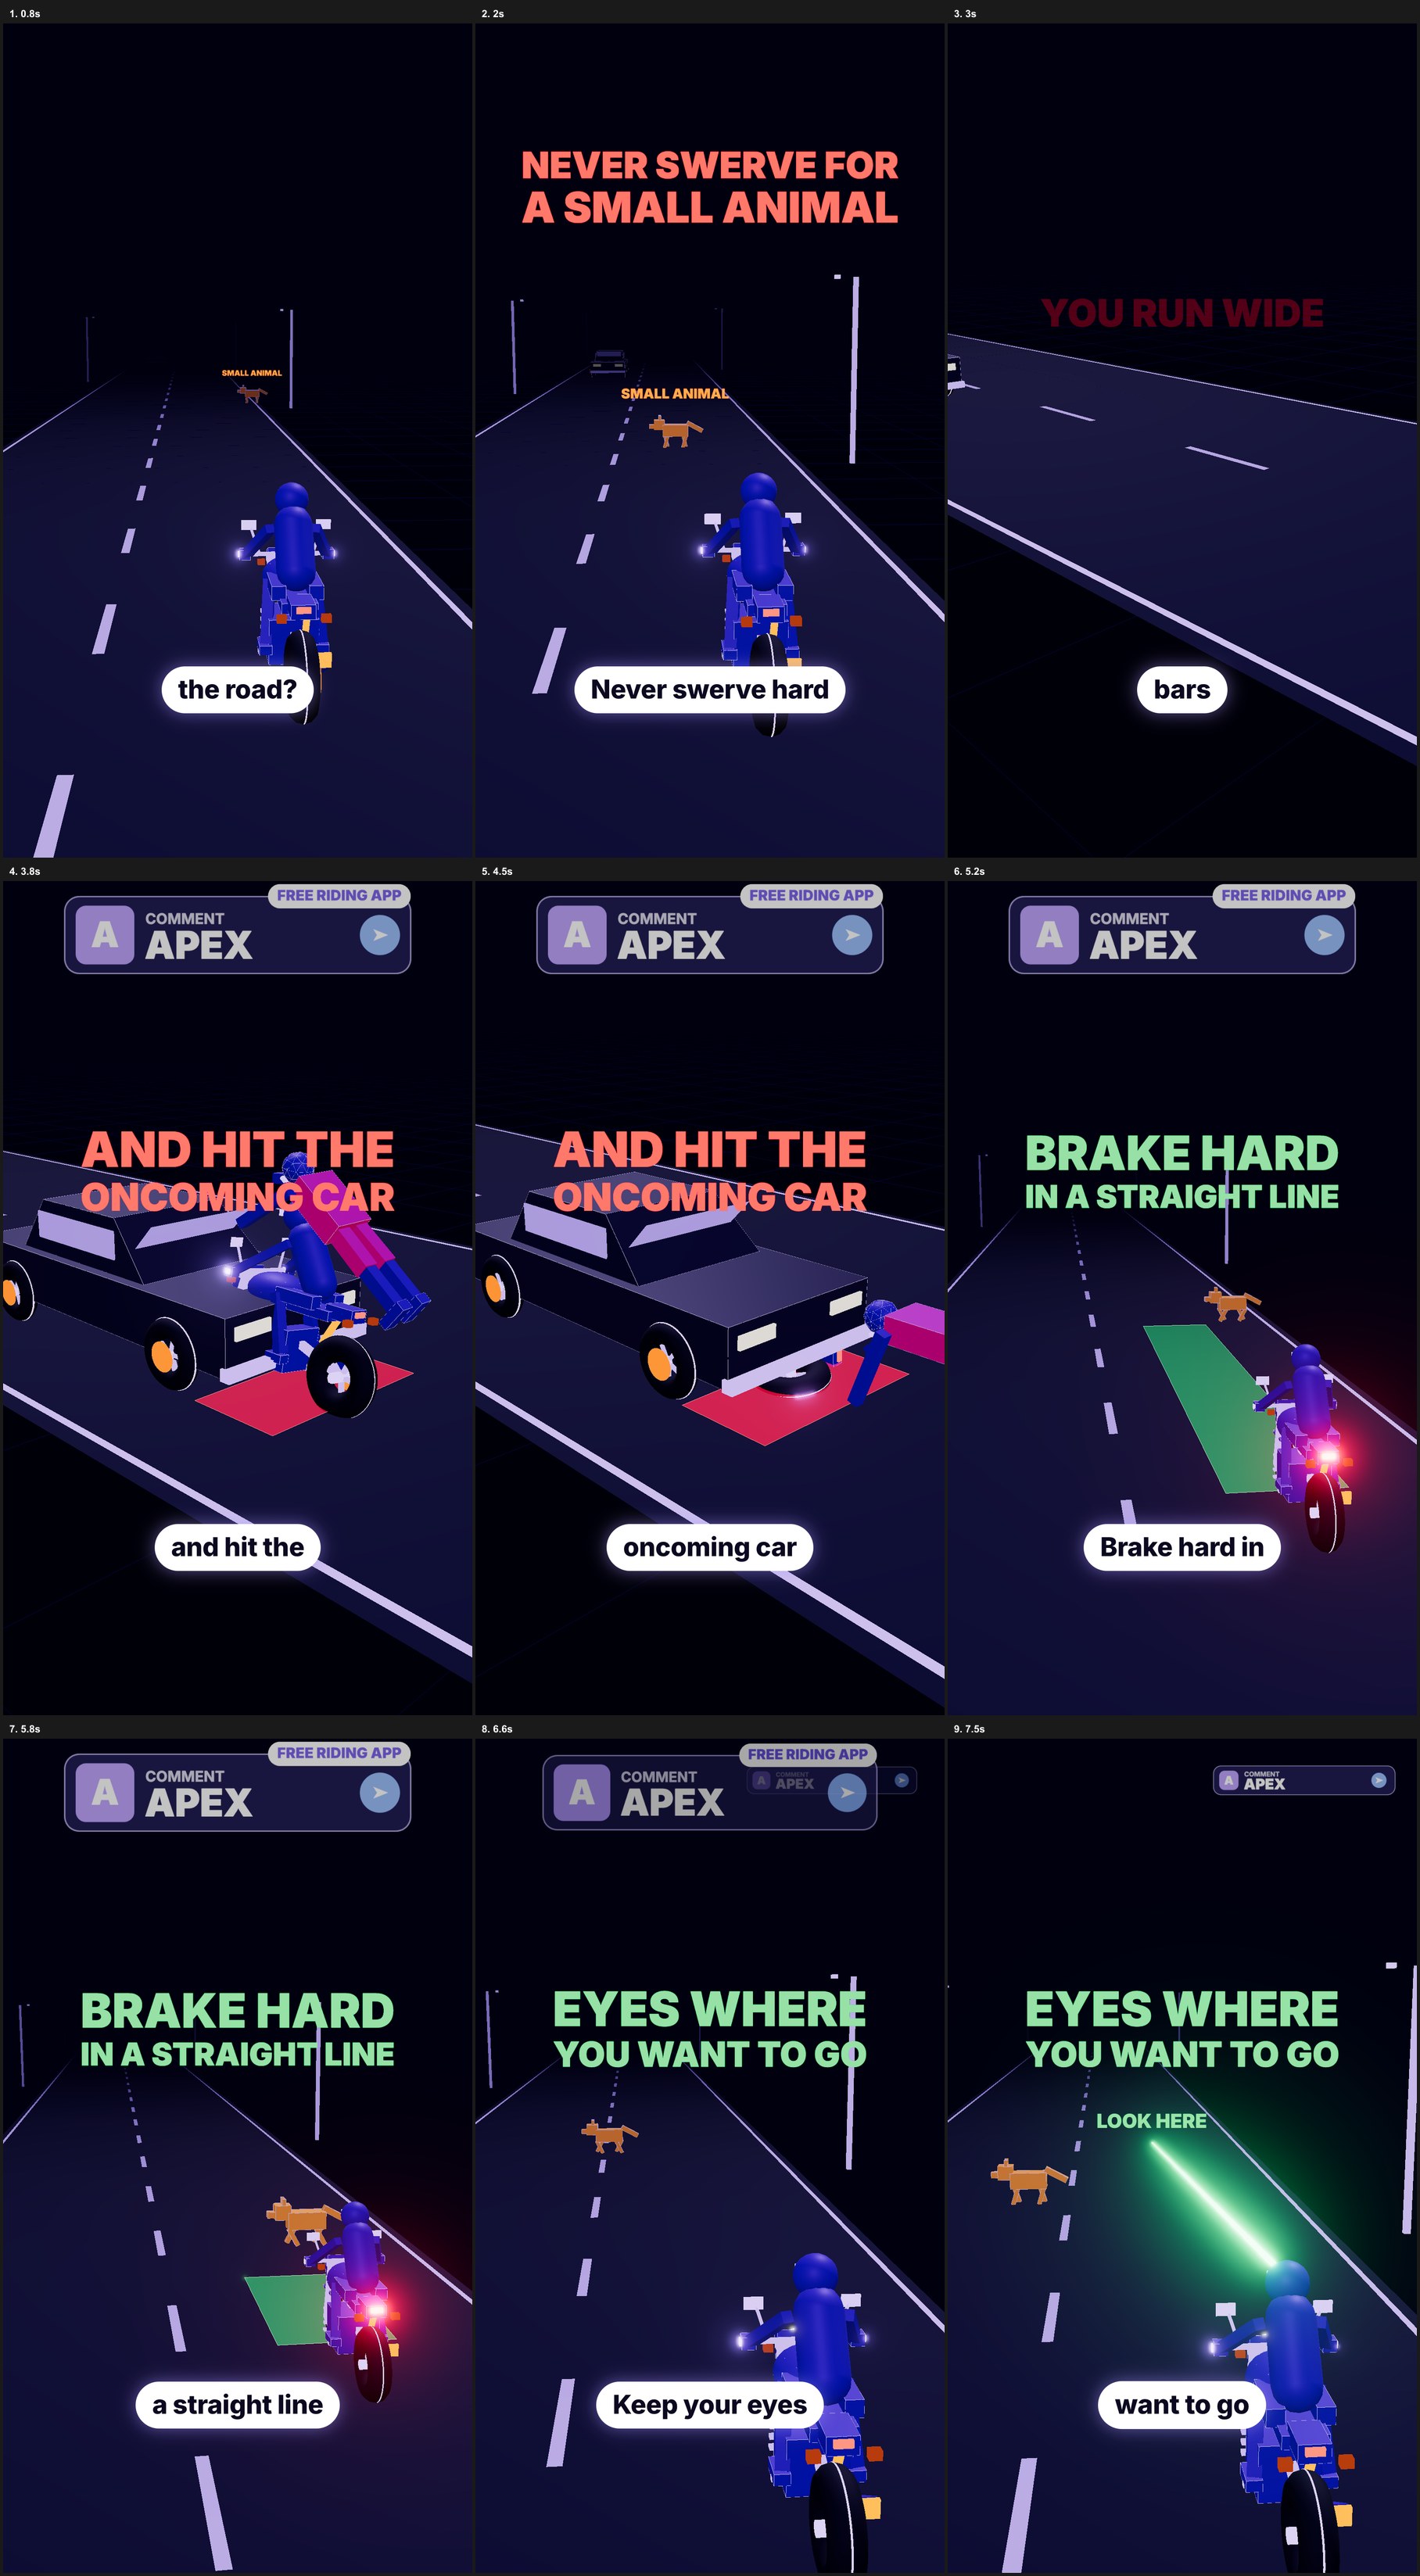 1. 0.8s
SMALL ANIMAL
the road?
2. 2s
NEVER SWERVE FOR
A SMALL ANIMAL
SMALL ANIMAL
Never swerve hard
3. 3s
YOU RUN WIDE
bars
4. 3.8s
FREE RIDING APP
A
COMMENT
APEX
AND HIT THE
ONCOMING CAR
and hit the
5. 4.5s
FREE RIDING APP
A
COMMENT
APEX
AND HIT THE
ONCOMING CAR
oncoming car
6. 5.2s
FREE RIDING APP
A
COMMENT
APEX
BRAKE HARD
IN A STRAIGHT LINE
Brake hard in
7. 5.8s
FREE RIDING APP
A
COMMENT
APEX
BRAKE HARD
IN A STRAIGHT LINE
a straight line
8. 6.6s
FREE RIDING APP
A
COMMENT
APEX
A
COMMENT
APEX
EYES WHERE
YOU WANT TO GO
Keep your eyes
9. 7.5s
A
COMMENT
APEX
EYES WHERE
YOU WANT TO GO
LOOK HERE
want to go